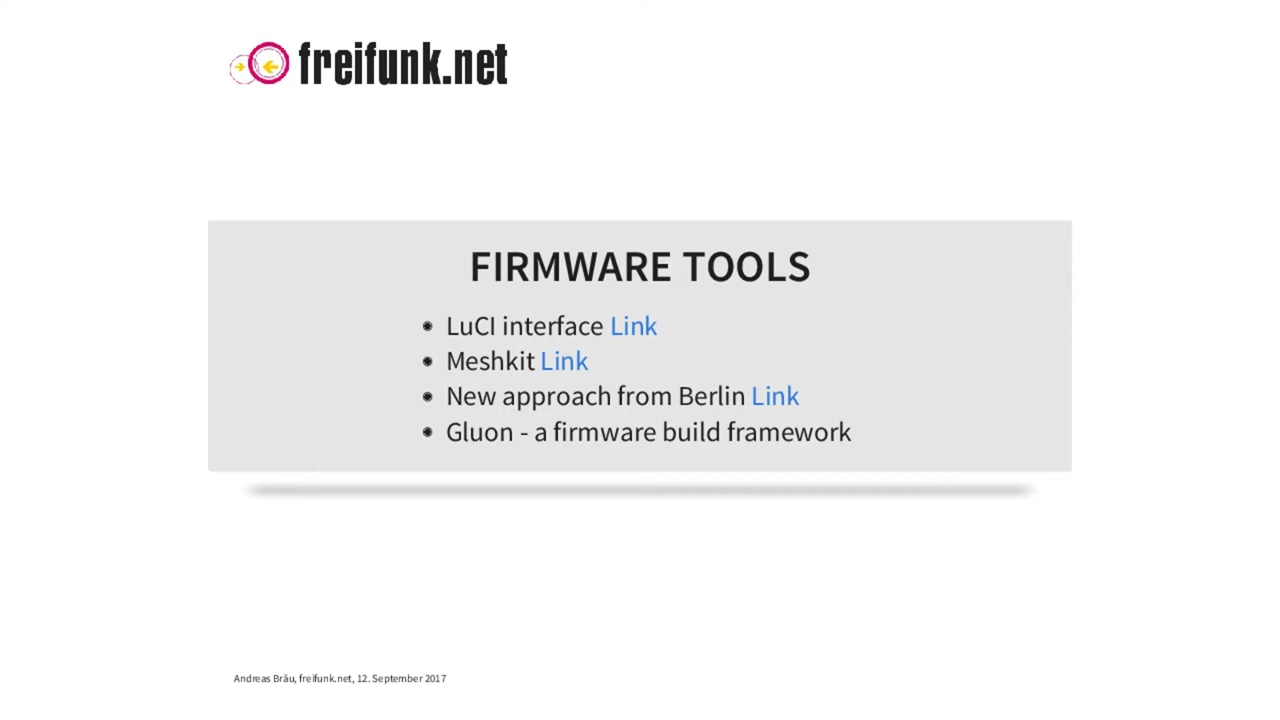 freifunk.net
FIRMWARE TOOLS
LuCI interface Link
Meshkit Link
New approach from Berlin Link
Gluon - a firmware build framework
Andreas Bräu, freifunk.net, 12. September 2017